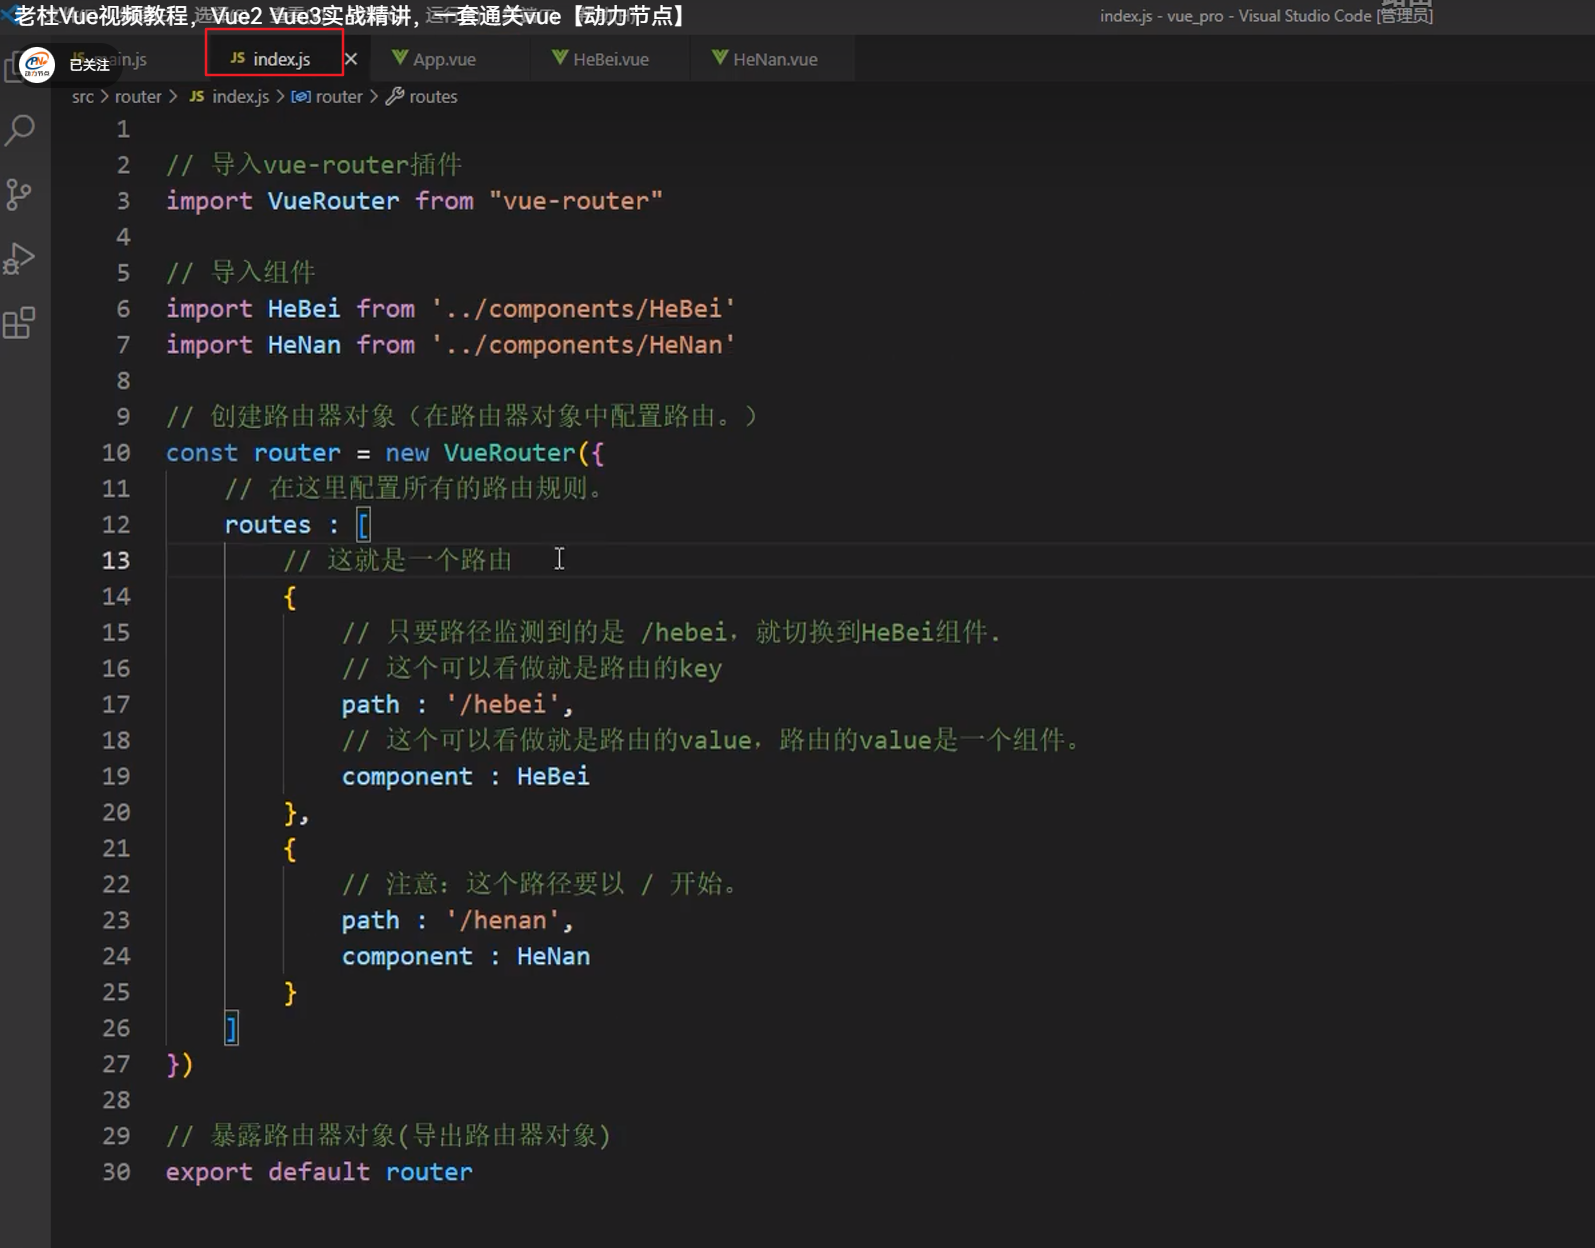 老杜Vue视频教程，Vue2 Vue3实战精讲，一套通关vue【动力节点】
index.js - vue_pro - Visual Studio Code [管理员]
已关注
main.js
JS index.js
App.vue
HeBei.vue
HeNan.vue
src > router > JS index.js > router > routes
1
2 // 导入vue-router插件
3 import VueRouter from "vue-router"
4
5 // 导入组件
6 import HeBei from '../components/HeBei'
7 import HeNan from '../components/HeNan'
8
9 // 创建路由器对象（在路由器对象中配置路由。）
10 const router = new VueRouter({
11 // 在这里配置所有的路由规则。
12 routes : [
13 // 这就是一个路由
14 {
15 // 只要路径监测到的是 /hebei，就切换到HeBei组件.
16 // 这个可以看做就是路由的key
17 path : '/hebei',
18 // 这个可以看做就是路由的value，路由的value是一个组件。
19 component : HeBei
20 },
21 {
22 // 注意：这个路径要以 / 开始。
23 path : '/henan',
24 component : HeNan
25 }
26 ]
27 })
28
29 // 暴露路由器对象(导出路由器对象)
30 export default router